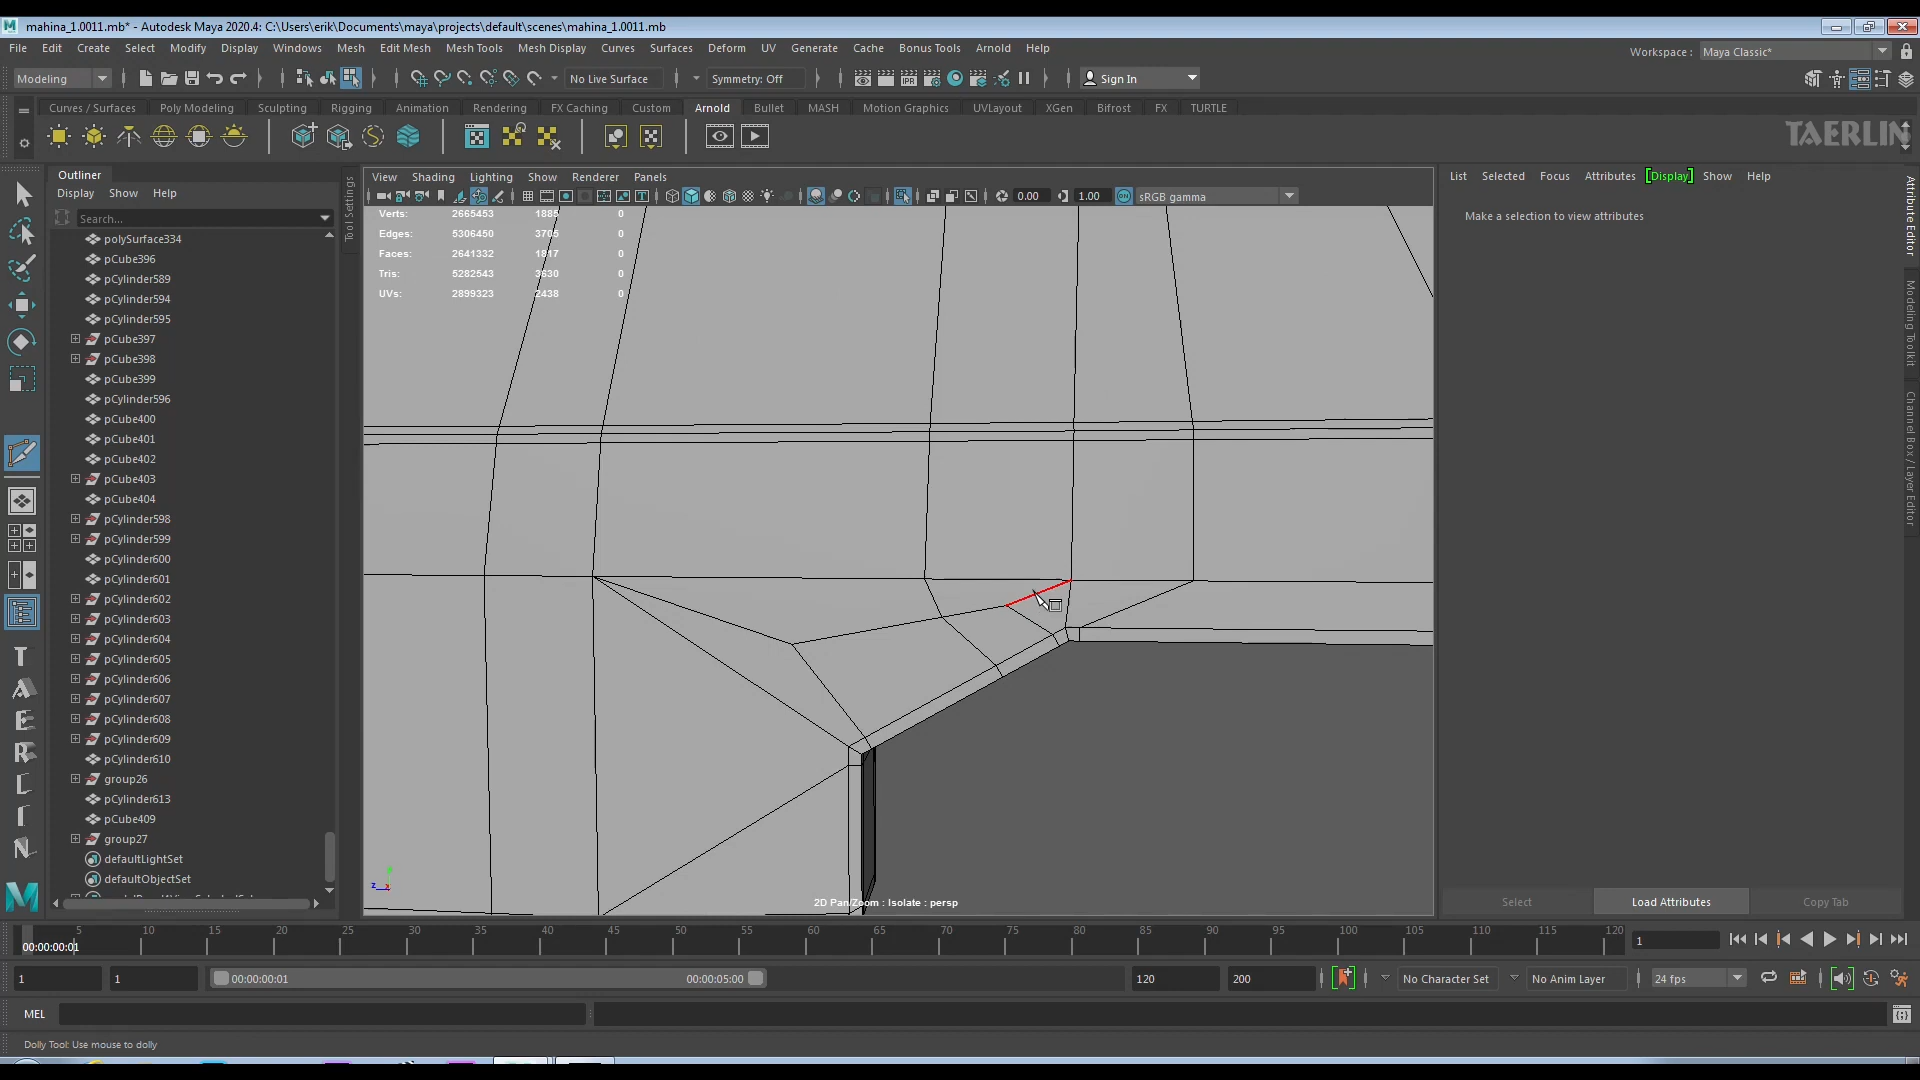 mahina_1.0011.mb* - Autodesk Maya 2020.4: C:\Users\erik\Documents\maya\projects\default\scenes\mahina_1.0011.mb
File Edit Create Select Modify Display Windows Mesh Edit Mesh Mesh Tools Mesh Display Curves Surfaces Deform UV Generate Cache Bonus Tools Arnold Help
Workspace : Maya Classic*
Modeling No Live Surface Symmetry: Off Sign In
Curves / Surfaces Poly Modeling Sculpting Rigging Animation Rendering FX Caching Custom Arnold Bullet MASH Motion Graphics UVLayout XGen Bifrost FX TURTLE
TAERLIN
Outliner
Display Show Help
Search...
polySurface334
pCube396
pCylinder589
pCylinder594
pCylinder595
pCube397
pCube398
pCube399
pCylinder596
pCube400
pCube401
pCube402
pCube403
pCube404
pCylinder598
pCylinder599
pCylinder600
pCylinder601
pCylinder602
pCylinder603
pCylinder604
pCylinder605
pCylinder606
pCylinder607
pCylinder608
pCylinder609
pCylinder610
group26
pCylinder613
pCube409
group27
defaultLightSet
defaultObjectSet
Tool Settings
View Shading Lighting Show Renderer Panels
0.00 1.00 sRGB gamma
Verts: 2665453 1885 0
Edges: 5306450 3705 0
Faces: 2641332 1817 0
Tris: 5282543 3630 0
UVs: 2899323 2438 0
2D Pan/Zoom : Isolate : persp
List Selected Focus Attributes Display Show Help
Make a selection to view attributes
Attribute Editor
Modeling Toolkit
Channel Box / Layer Editor
Select Load Attributes Copy Tab
5 10 15 20 25 30 35 40 45 50 55 60 65 70 75 80 85 90 95 100 105 110 115 120
00:00:00:01
1
1 1 00:00:00:01 00:00:05:00 120 200 No Character Set No Anim Layer 24 fps
MEL
Dolly Tool: Use mouse to dolly